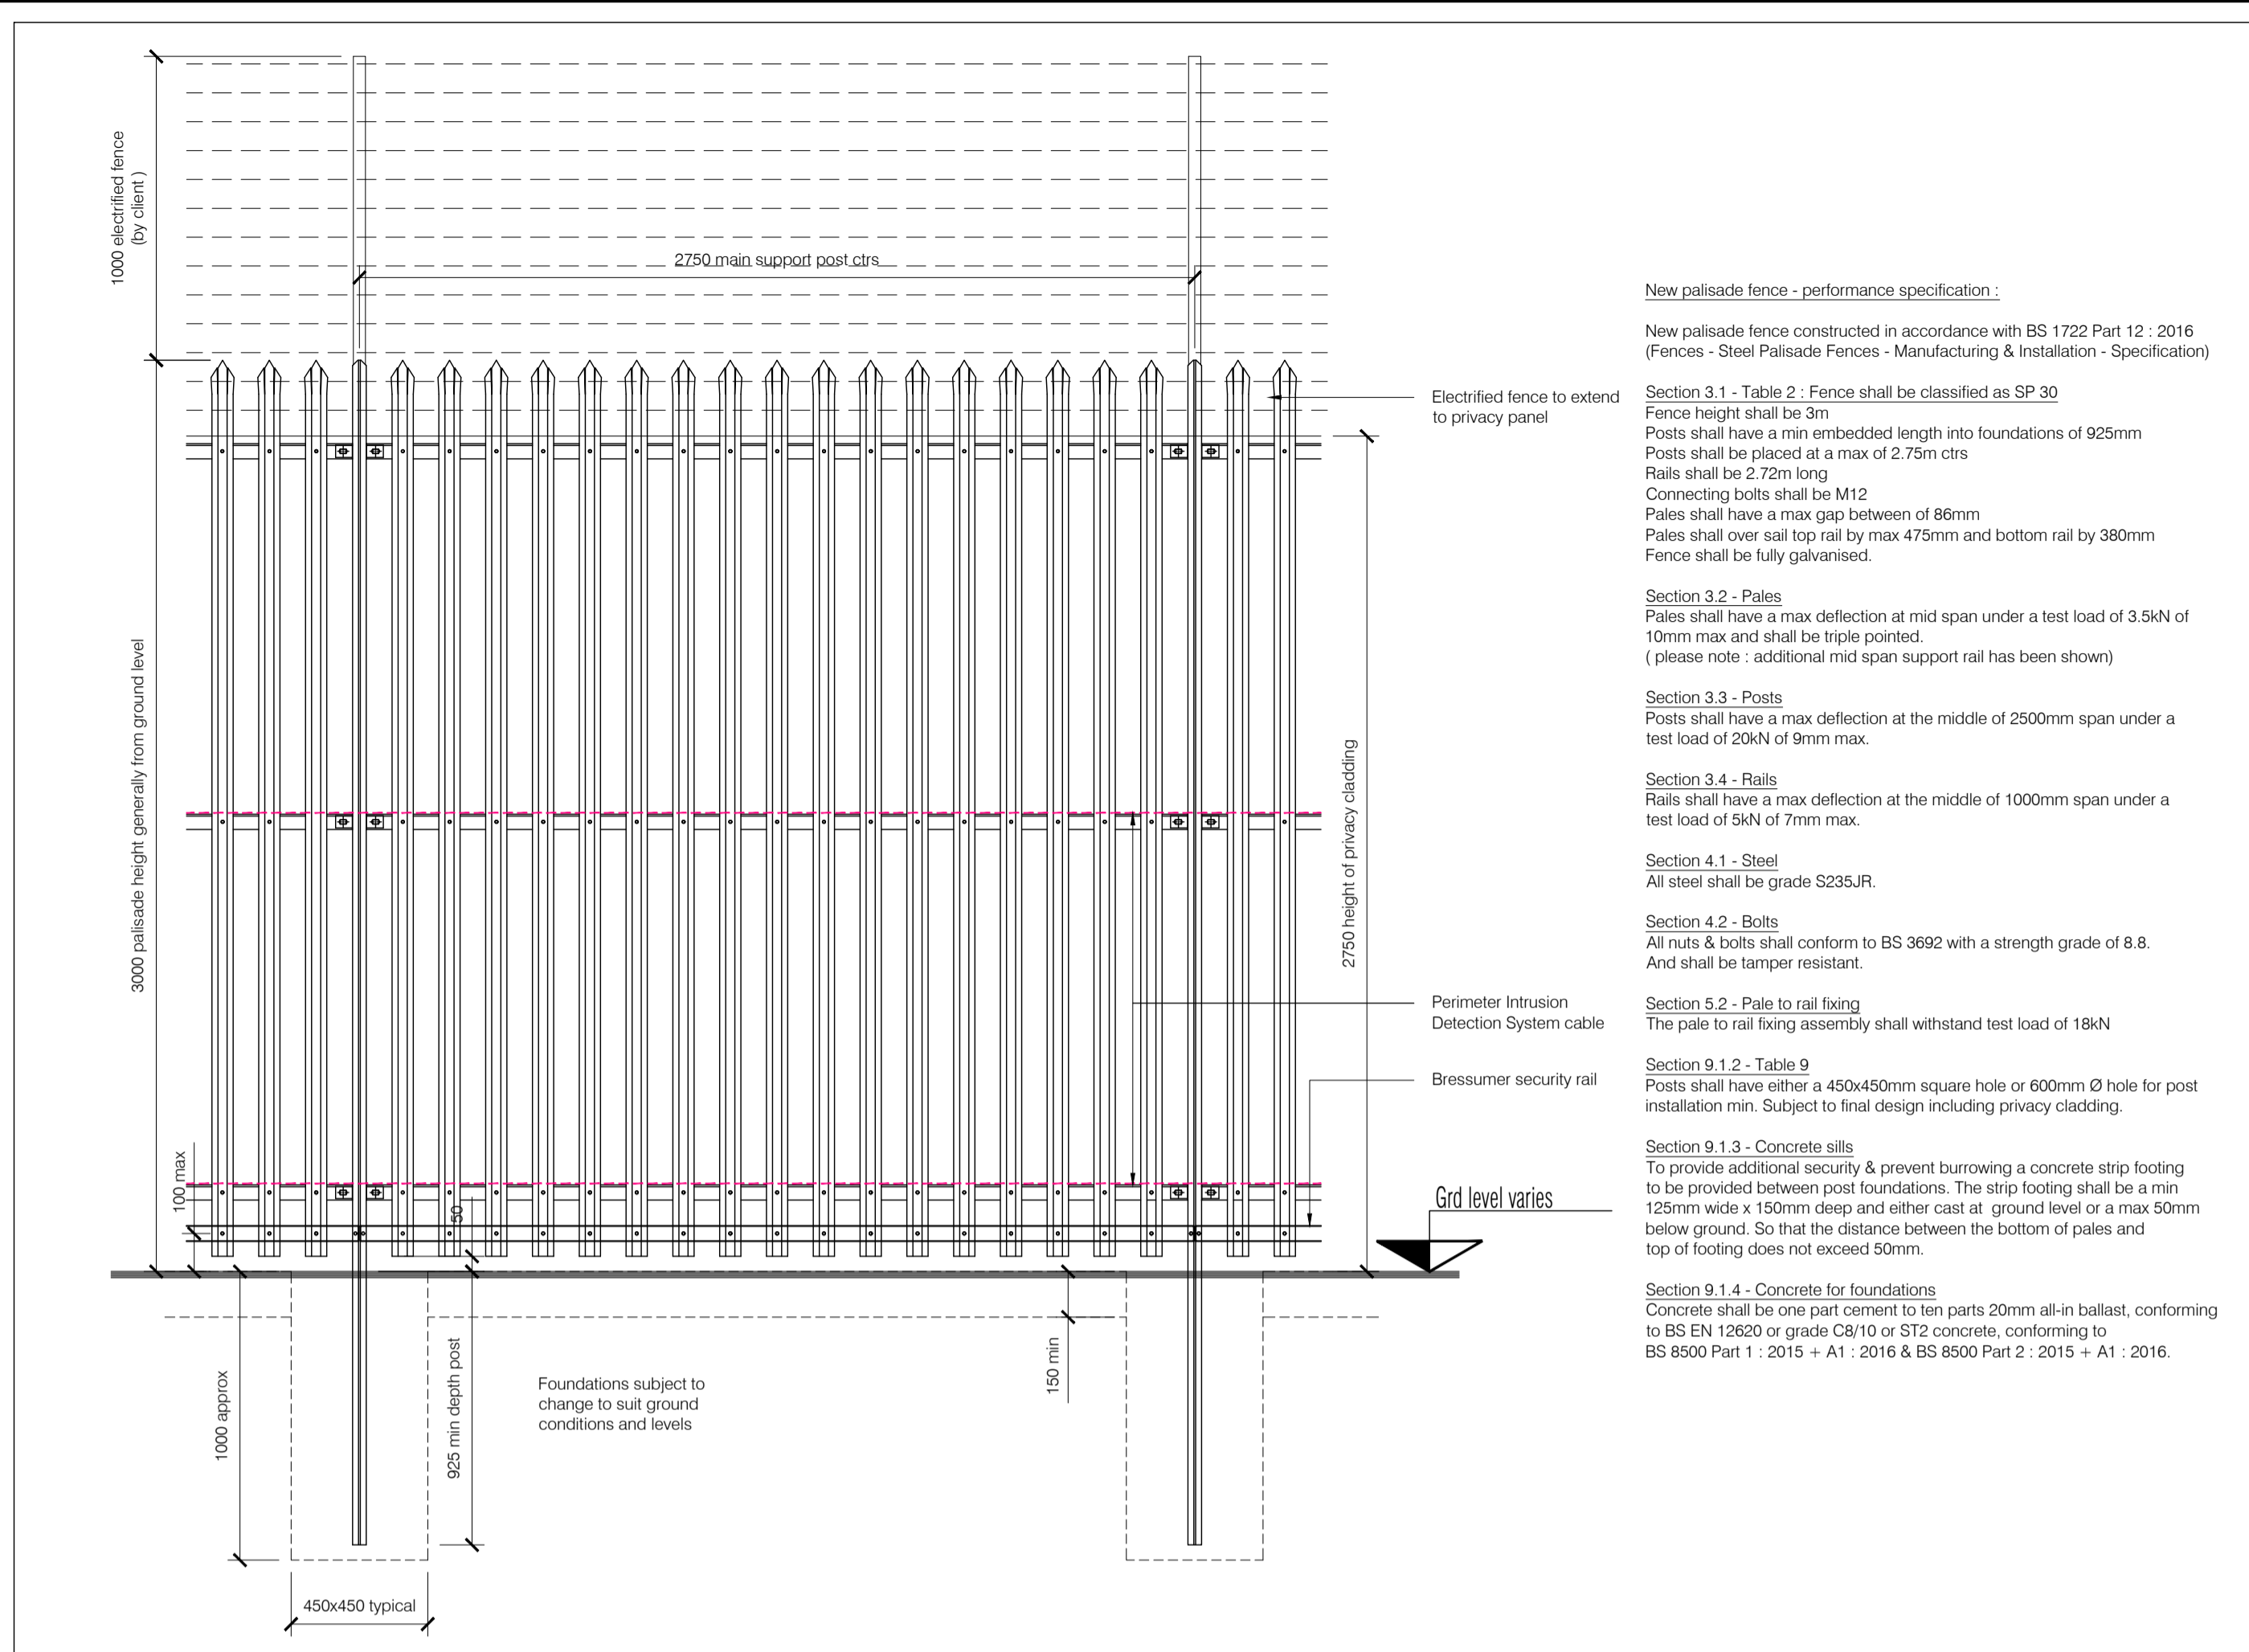 1000 electrified fence
(by client )
2750 main support post ctrs
3000 palisade height generally from ground level
Electrified fence to extend
to privacy panel
2750 height of privacy cladding
Perimeter Intrusion
Detection System cable
Bressumer security rail
100 max
50
Grd level varies
1000 approx
925 min depth post
Foundations subject to
change to suit ground
conditions and levels
150 min
450x450 typical
New palisade fence - performance specification :
New palisade fence constructed in accordance with BS 1722 Part 12 : 2016
(Fences - Steel Palisade Fences - Manufacturing & Installation - Specification)
Section 3.1 - Table 2 : Fence shall be classified as SP 30
Fence height shall be 3m
Posts shall have a min embedded length into foundations of 925mm
Posts shall be placed at a max of 2.75m ctrs
Rails shall be 2.72m long
Connecting bolts shall be M12
Pales shall have a max gap between of 86mm
Pales shall over sail top rail by max 475mm and bottom rail by 380mm
Fence shall be fully galvanised.
Section 3.2 - Pales
Pales shall have a max deflection at mid span under a test load of 3.5kN of
10mm max and shall be triple pointed.
( please note : additional mid span support rail has been shown)
Section 3.3 - Posts
Posts shall have a max deflection at the middle of 2500mm span under a
test load of 20kN of 9mm max.
Section 3.4 - Rails
Rails shall have a max deflection at the middle of 1000mm span under a
test load of 5kN of 7mm max.
Section 4.1 - Steel
All steel shall be grade S235JR.
Section 4.2 - Bolts
All nuts & bolts shall conform to BS 3692 with a strength grade of 8.8.
And shall be tamper resistant.
Section 5.2 - Pale to rail fixing
The pale to rail fixing assembly shall withstand test load of 18kN
Section 9.1.2 - Table 9
Posts shall have either a 450x450mm square hole or 600mm Ø hole for post
installation min. Subject to final design including privacy cladding.
Section 9.1.3 - Concrete sills
To provide additional security & prevent burrowing a concrete strip footing
to be provided between post foundations. The strip footing shall be a min
125mm wide x 150mm deep and either cast at  ground level or a max 50mm
below ground. So that the distance between the bottom of pales and
top of footing does not exceed 50mm.
Section 9.1.4 - Concrete for foundations
Concrete shall be one part cement to ten parts 20mm all-in ballast, conforming
to BS EN 12620 or grade C8/10 or ST2 concrete, conforming to
BS 8500 Part 1 : 2015 + A1 : 2016 & BS 8500 Part 2 : 2015 + A1 : 2016.